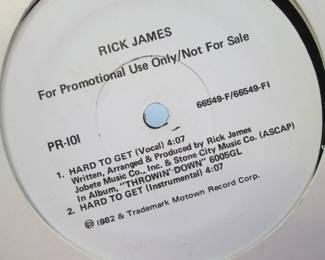 RICK JAMES
For Promotional Use Only/Not For Sale
PR-101
66549-F/66549-FI
1. HARD TO GET (Vocal) 4:07
Written, Arranged & Produced by Rick James
Jobete Music Co., Inc. & Stone City Music Co. (ASCAP)
In Album, "THROWIN' DOWN" 6005GL
2. HARD TO GET (Instrumental) 4:07
℗ 1982 & Trademark Motown Record Corp.